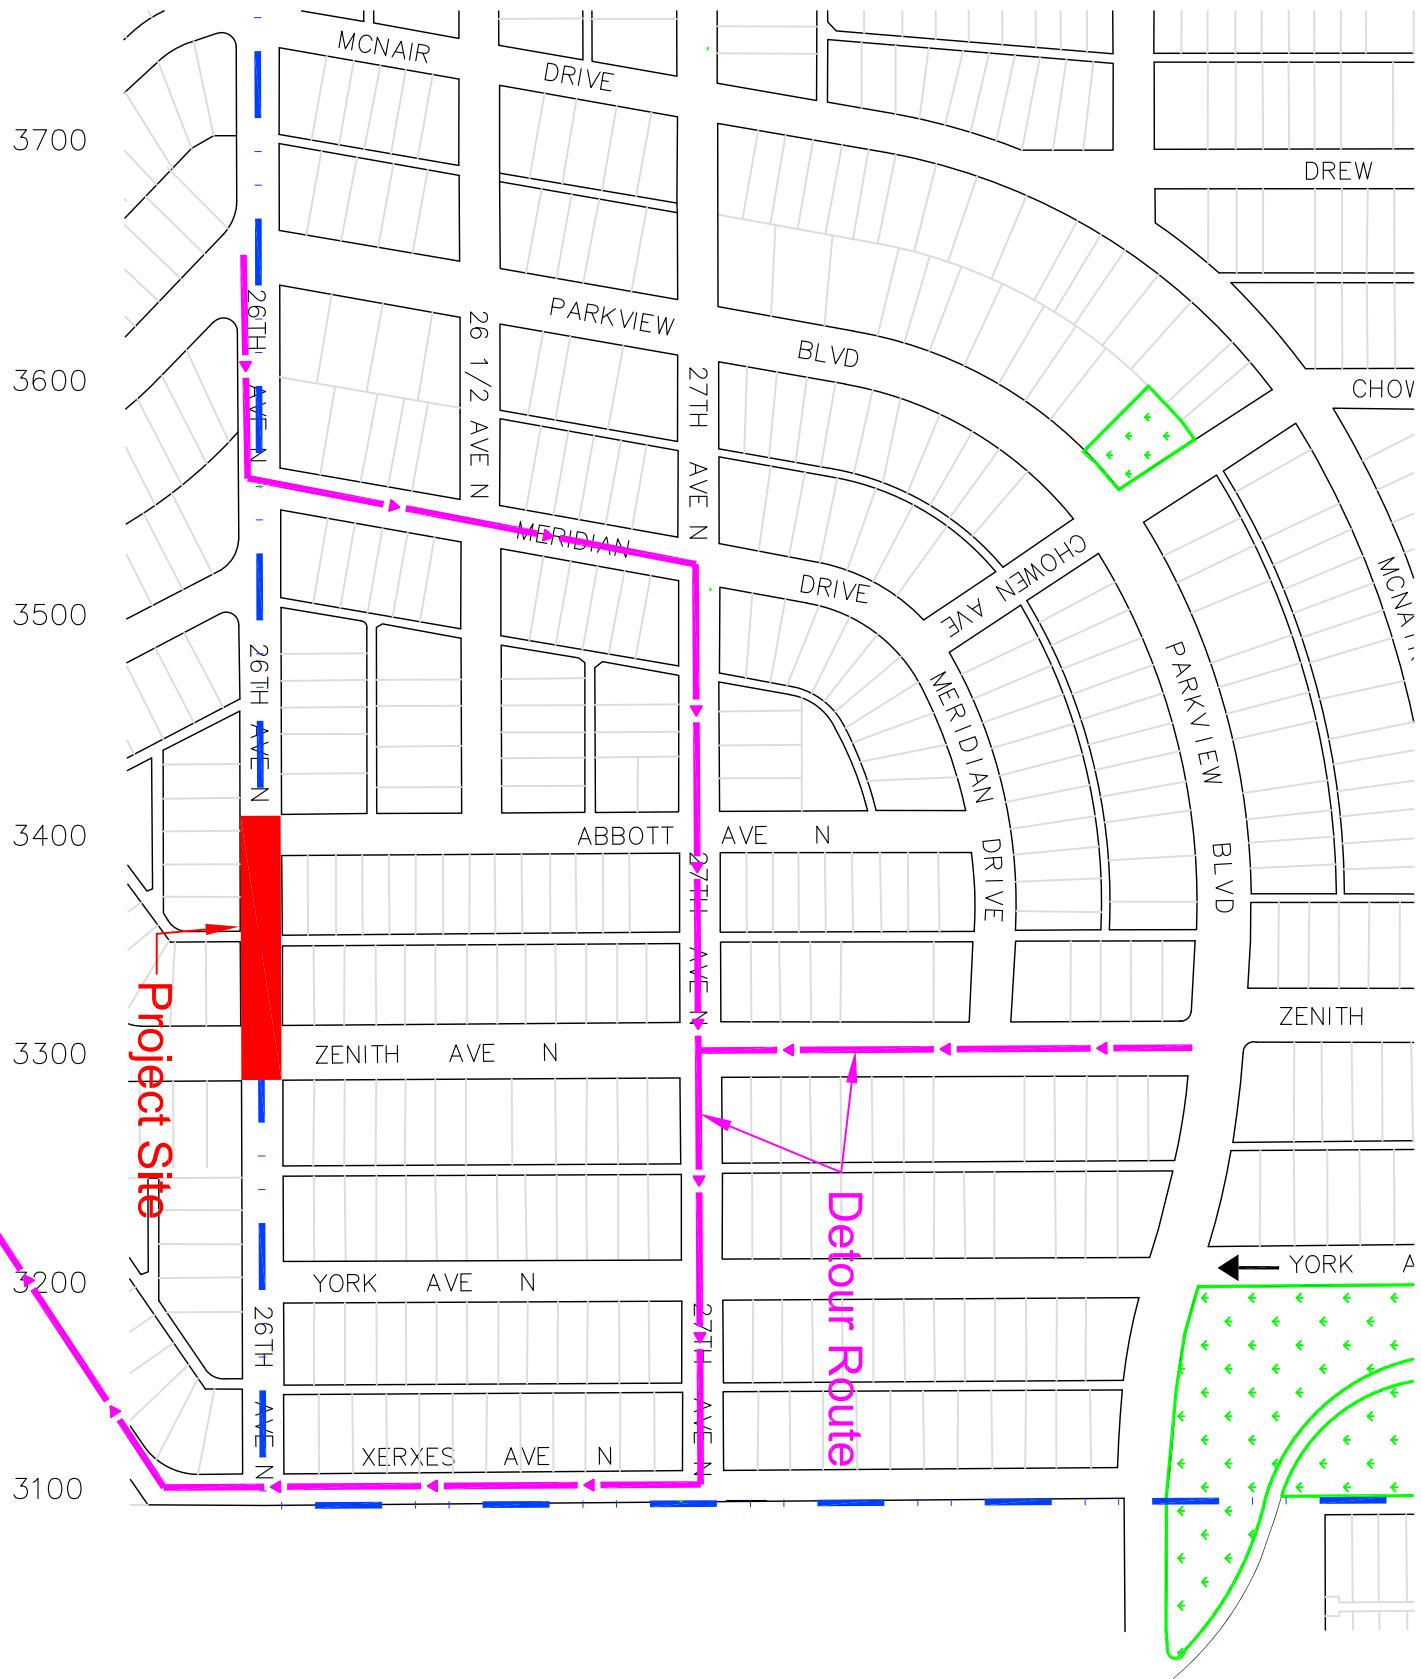 MCNAIR
DRIVE
3700
DREW
26TH
AVE N
26 1/2 AVE N
PARKVIEW
BLVD
3600
27TH
AVE N
CHOW
MERIDIAN
DRIVE
CHOWEN AVE N
3500
26TH AVE N
MERIDIAN
DRIVE
PARKVIEW
BLVD
3400
ABBOTT AVE N
27TH AVE N
Project Site
ZENITH
3300
ZENITH AVE N
Detour Route
YORK A
3200
YORK AVE N
26TH AVE N
27TH AVE N
XERXES AVE N
3100